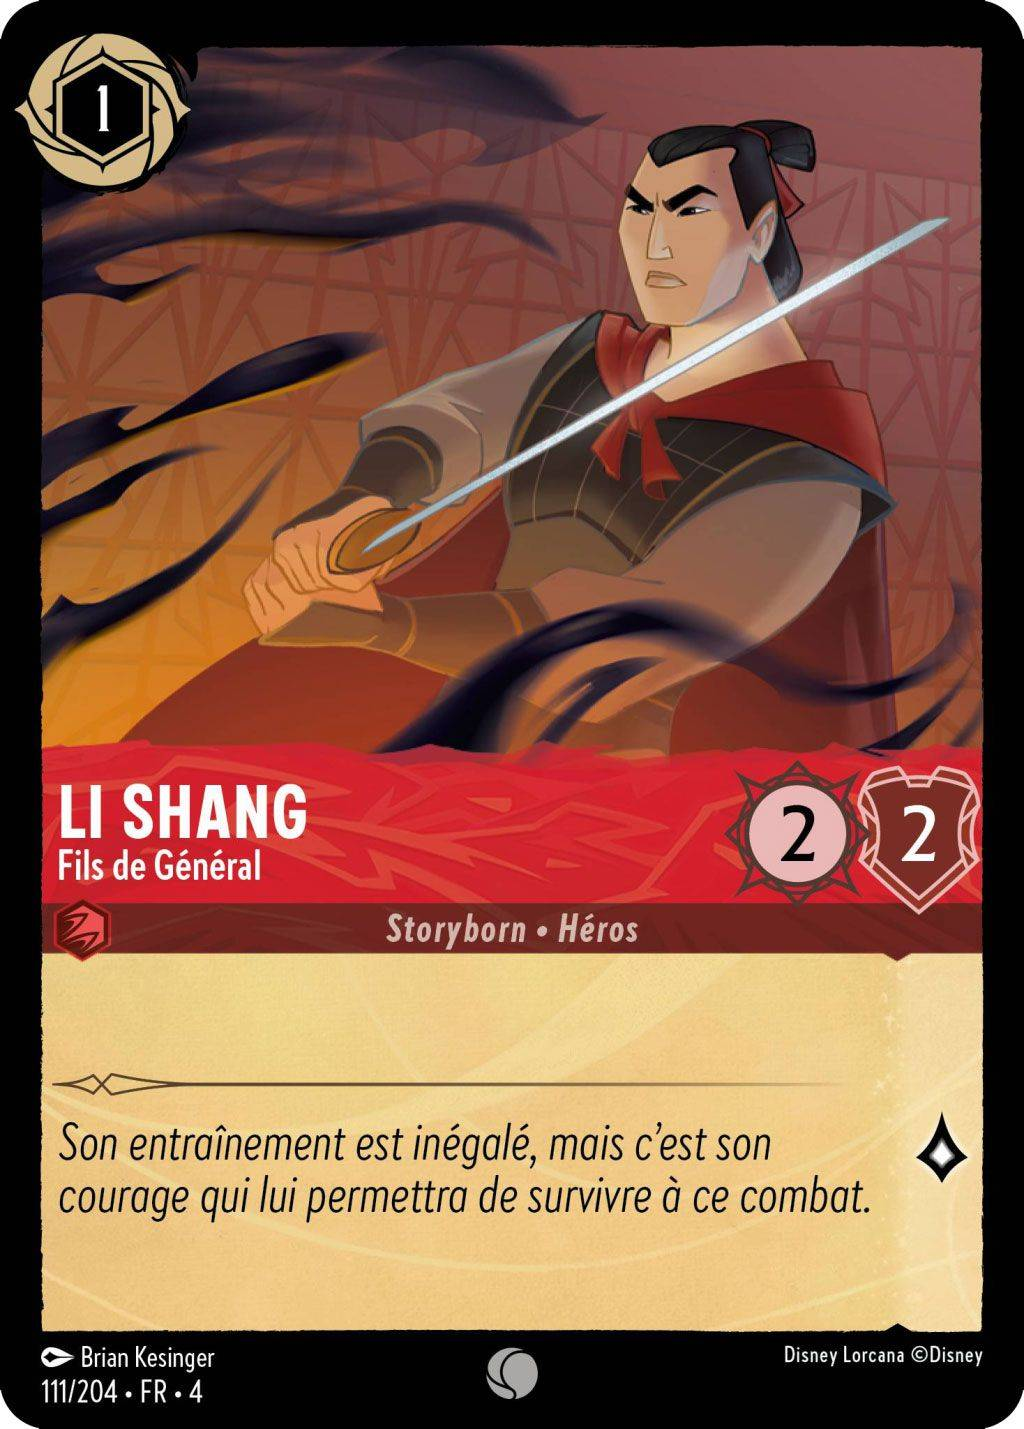 1
LI SHANG
Fils de Général
2
2
Storyborn • Héros
Son entraînement est inégalé, mais c'est son
courage qui lui permettra de survivre à ce combat.
Brian Kesinger
111/204 • FR • 4
Disney Lorcana ©Disney